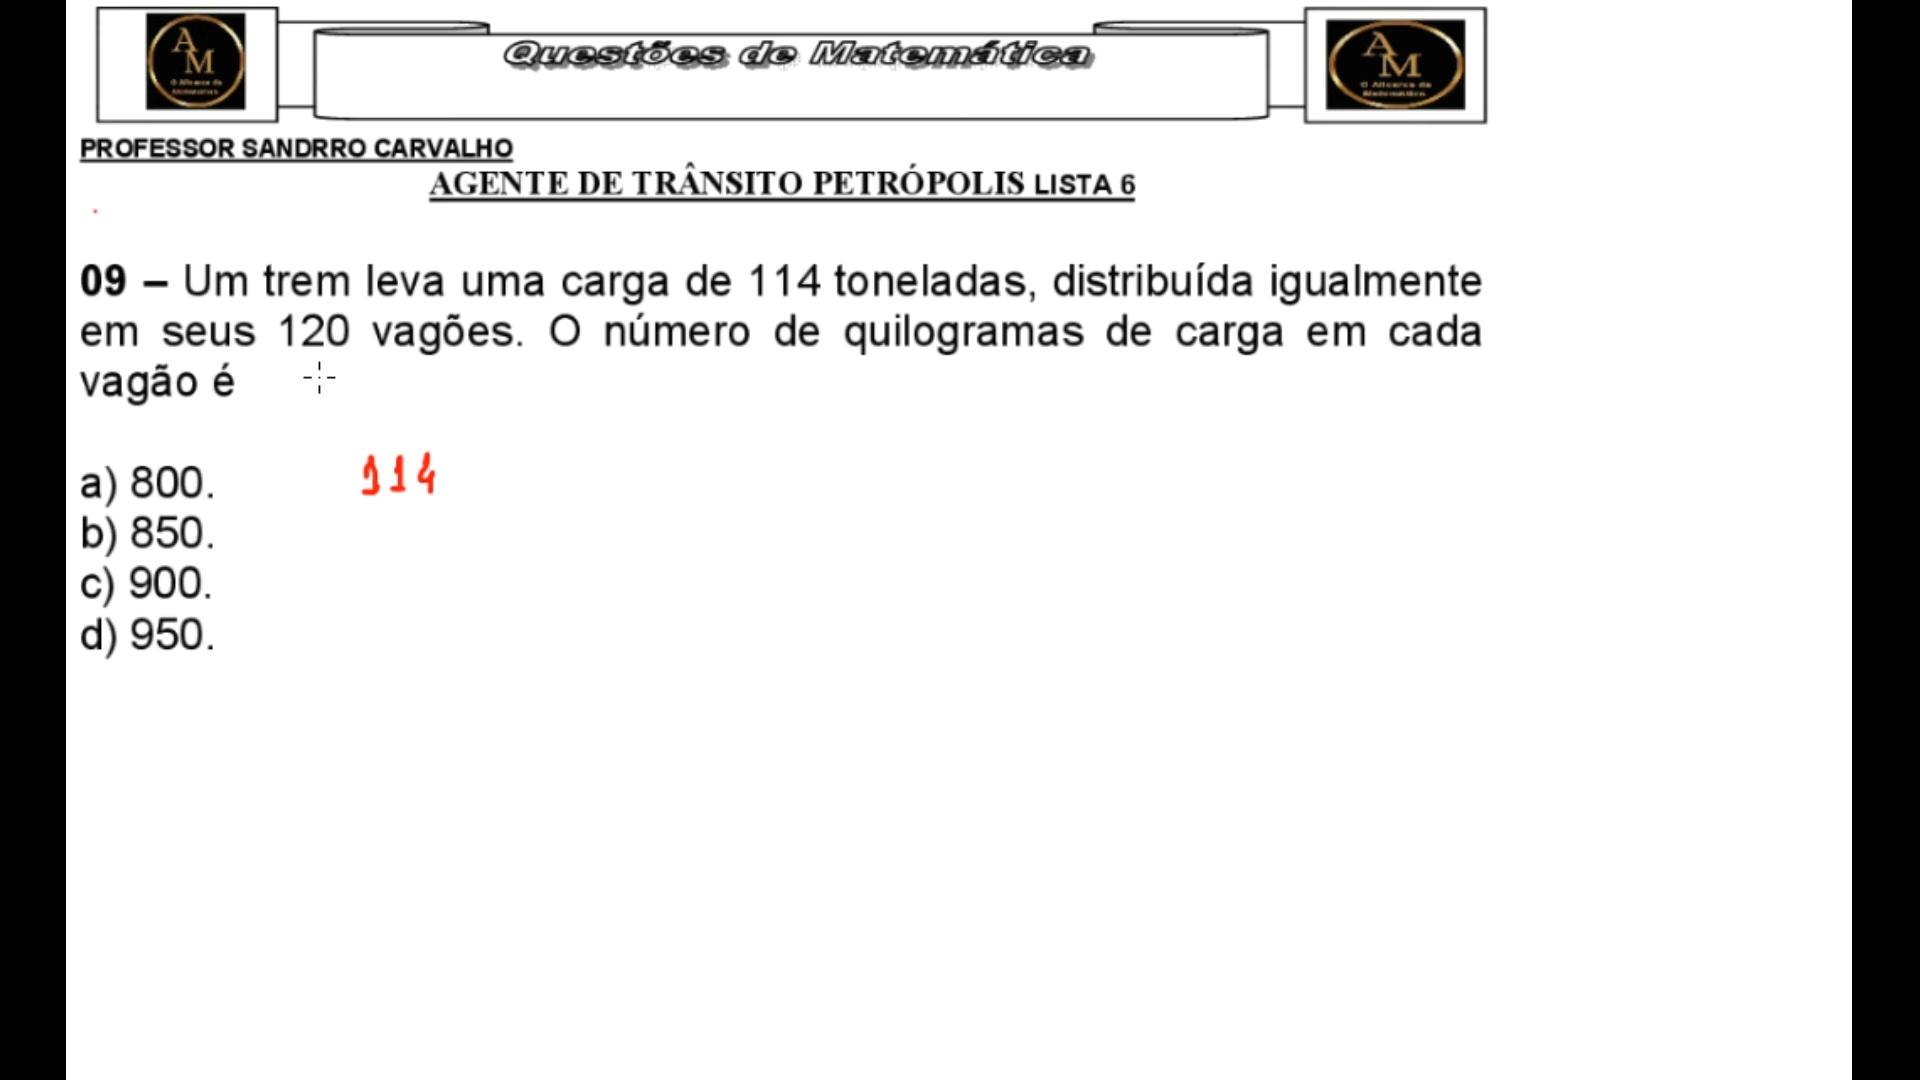 A
M
Questões de Matemática
A
M
PROFESSOR SANDRRO CARVALHO
AGENTE DE TRÂNSITO PETRÓPOLIS LISTA 6
09 – Um trem leva uma carga de 114 toneladas, distribuída igualmente
em seus 120 vagões. O número de quilogramas de carga em cada
vagão é
a) 800.
114
b) 850.
c) 900.
d) 950.